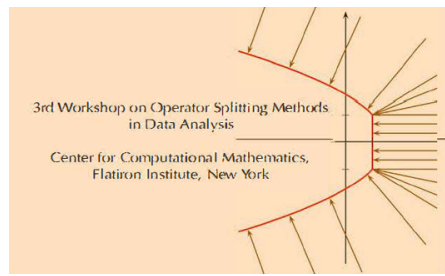 3rd Workshop on Operator Splitting Methods
in Data Analysis
Center for Computational Mathematics,
Flatiron Institute, New York